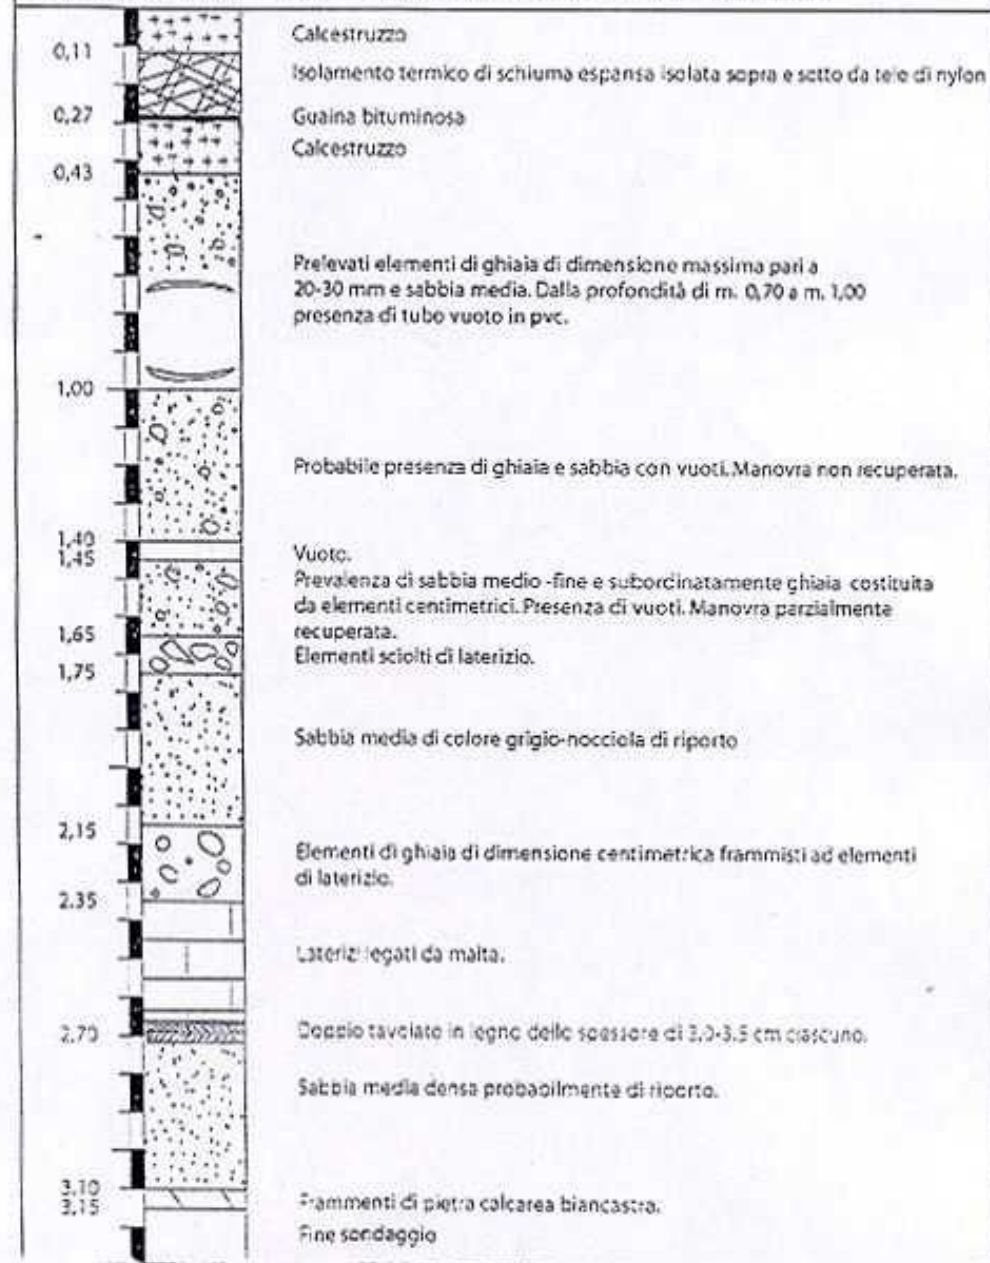 Calcestruzzo
0,11
Isolamento termico di schiuma espansa isolata sopra e sotto da tele di nylon
0,27
Guaina bituminosa
Calcestruzzo
0,43
Prelevati elementi di ghiaia di dimensione massima pari a
20-30 mm e sabbia media. Dalla profondità di m. 0,70 a m. 1,00
presenza di tubo vuoto in pvc.
1,00
Probabile presenza di ghiaia e sabbia con vuoti. Manovra non recuperata.
1,40
1,45
Vuoto.
Prevalenza di sabbia medio -fine e subordinatamente ghiaia costituita
da elementi centimetrici. Presenza di vuoti. Manovra parzialmente
recuperata.
1,65
Elementi sciolti di laterizio.
1,75
Sabbia media di colore grigio-nocciola di riporto
2,15
Elementi di ghiaia di dimensione centimetrica frammisti ad elementi
di laterizio.
2,35
Laterizi legati da malta.
2,70
Doppio tavolato in legno dello spessore di 3,0-3,5 cm ciascuno.
Sabbia media densa probabilmente di riporto.
3,10
3,15
Frammenti di pietra calcarea biancastra.
Fine sondaggio